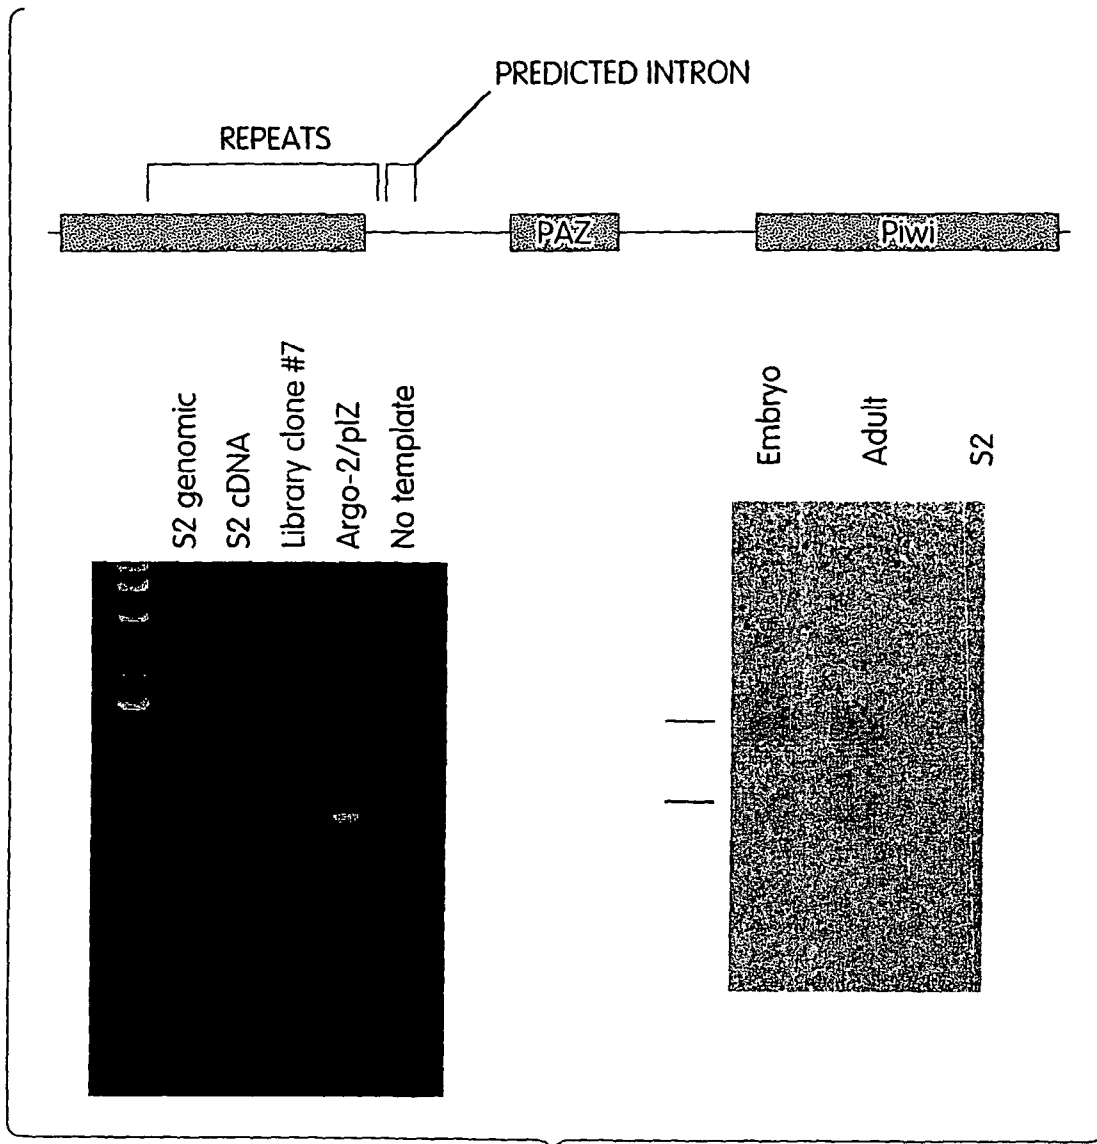 PREDICTED INTRON
REPEATS
PAZ
Piwi
S2 genomic
S2 cDNA
Library clone #7
Argo-2/pIZ
No template
Embryo
Adult
S2